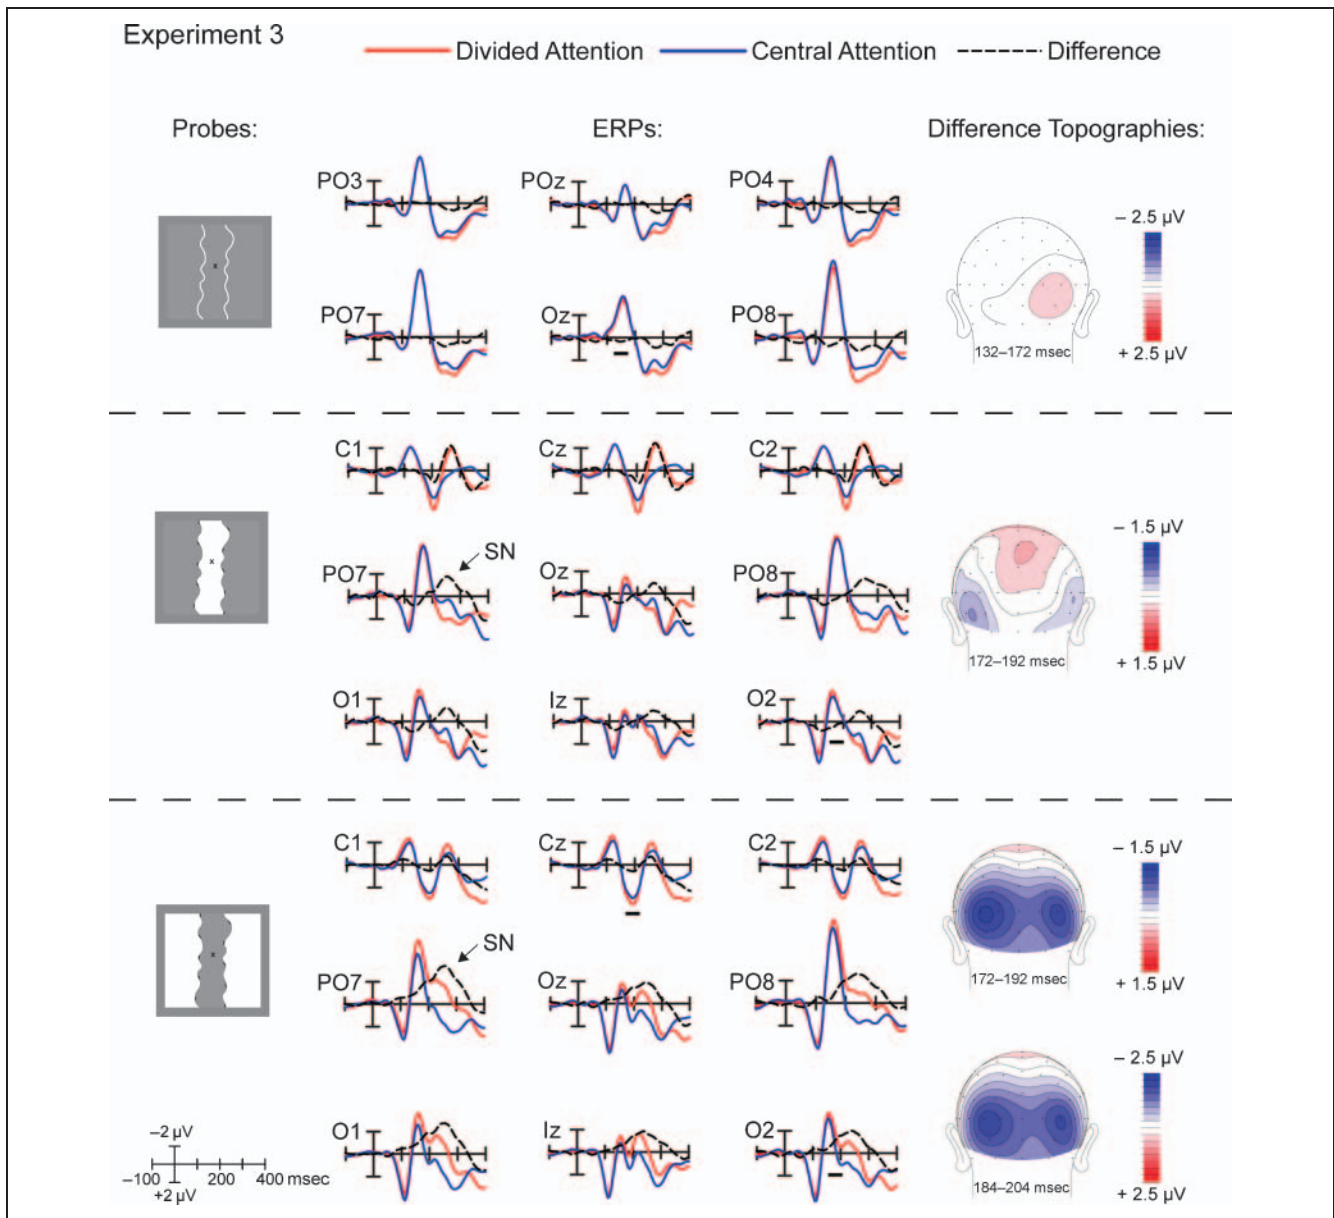 Experiment 3
Divided Attention Central Attention Difference
Probes: ERPs: Difference Topographies:
PO3 POz PO4
x
− 2.5 µV
PO7 Oz PO8
132–172 msec
+ 2.5 µV
C1 Cz C2
x
PO7 SN Oz PO8
− 1.5 µV
172–192 msec
+ 1.5 µV
O1 Iz O2
C1 Cz C2
− 1.5 µV
x
PO7 SN Oz PO8
172–192 msec
+ 1.5 µV
− 2.5 µV
O1 Iz O2
184–204 msec
+ 2.5 µV
−2 µV
−100 200 400 msec
+2 µV